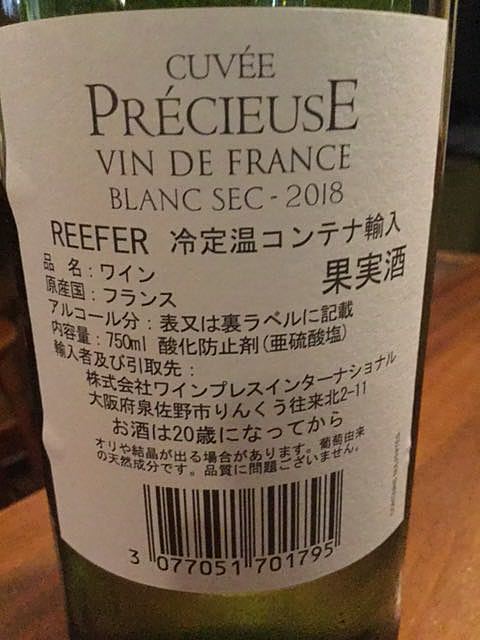 CUVÉE
PRÉCIEUSE
VIN DE FRANCE
BLANC SEC - 2018
REEFER 冷定温コンテナ輸入
品 名：ワイン
果実酒
原産国：フランス
アルコール分：表又は裏ラベルに記載
内容量：750ml 酸化防止剤(亜硫酸塩)
輸入者及び引取先：
株式会社ワインプレスインターナショナル
大阪府泉佐野市りんくう往来北2-11
お酒は20歳になってから
オリや結晶が出る場合があります。葡萄由来
の天然成分です。品質に問題ございません。
3 077051 701795